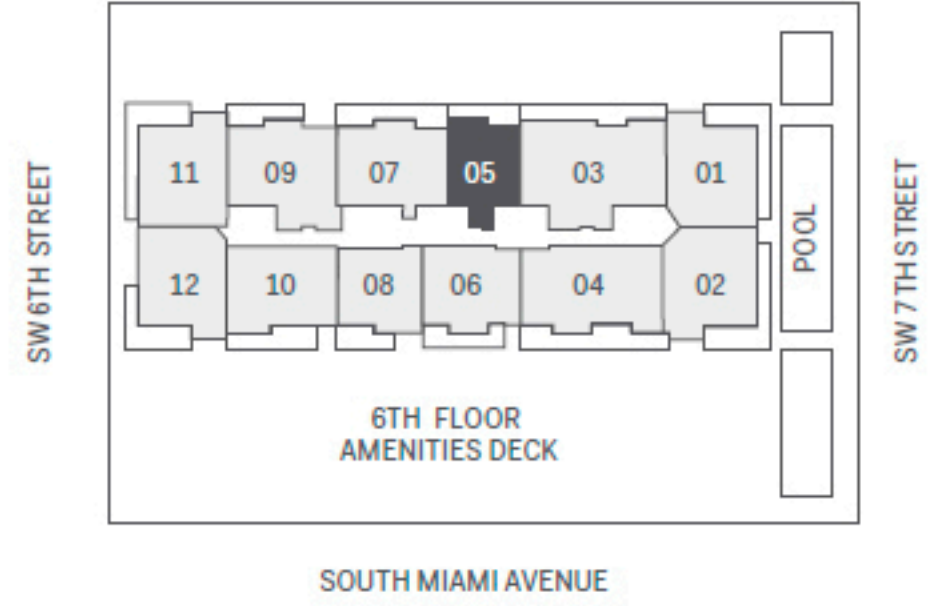 11 09 07 05 03 01
12 10 08 06 04 02
POOL
SW 6TH STREET
SW 7TH STREET
6TH FLOOR
AMENITIES DECK
SOUTH MIAMI AVENUE